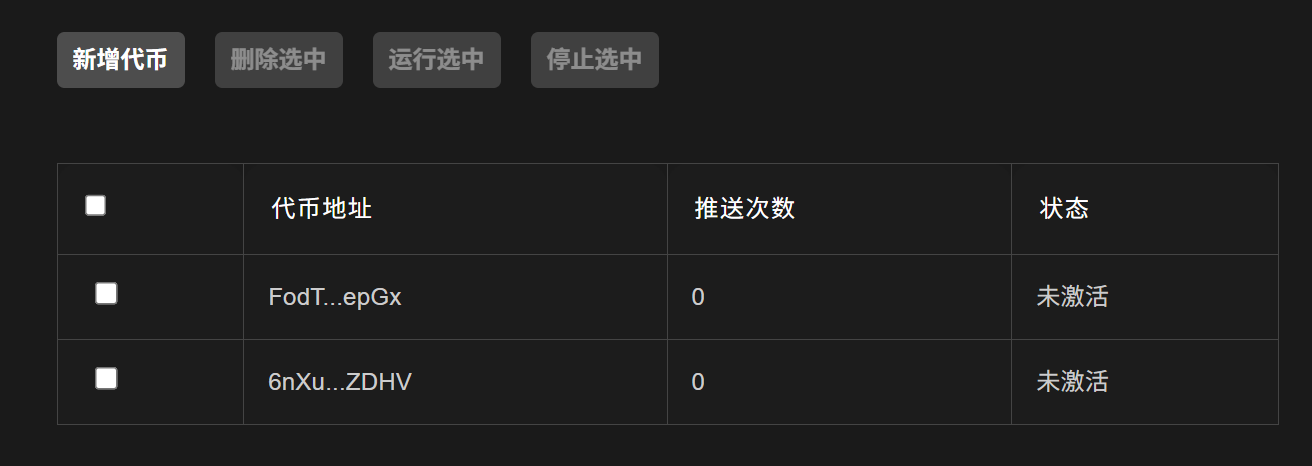 新增代币 删除选中 运行选中 停止选中
代币地址 推送次数 状态
FodT...epGx 0 未激活
6nXu...ZDHV 0 未激活